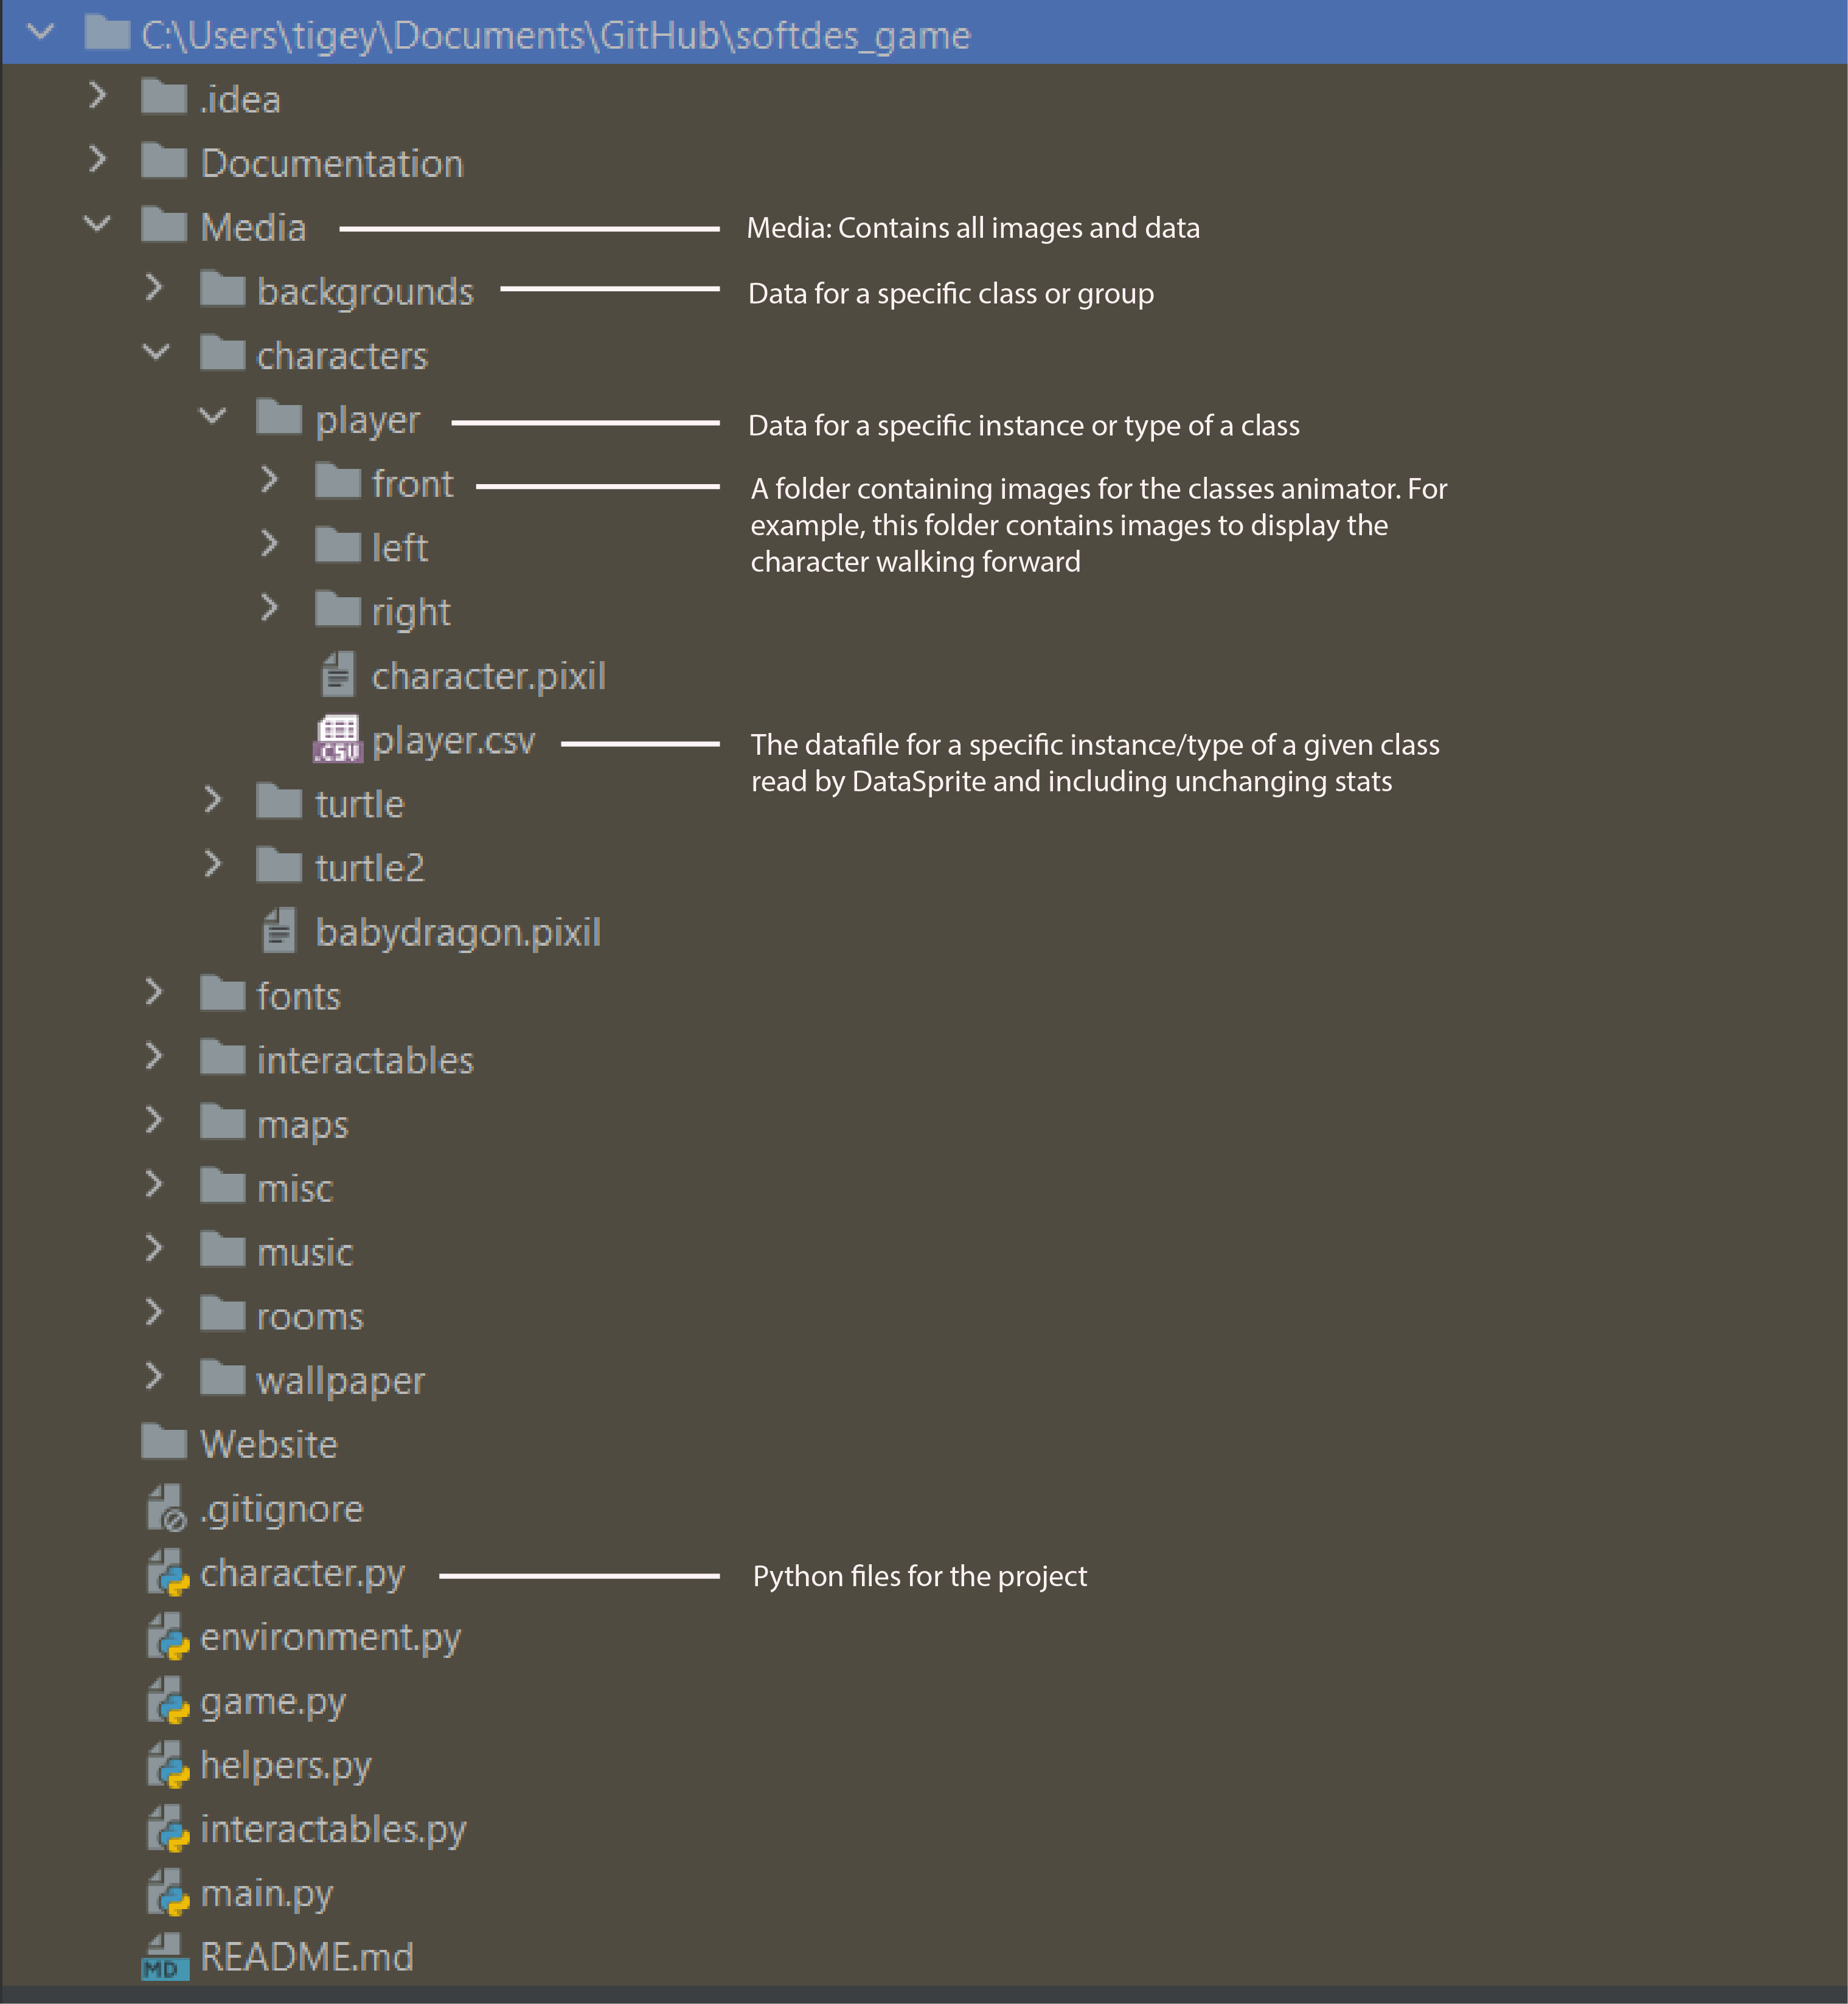 C:\Users\tigey\Documents\GitHub\softdes_game
.idea
Documentation
Media
Media: Contains all images and data
backgrounds
Data for a specific class or group
characters
player
Data for a specific instance or type of a class
front
A folder containing images for the classes animator. For
example, this folder contains images to display the
character walking forward
left
right
character.pixil
.CSV player.csv
The datafile for a specific instance/type of a given class
read by DataSprite and including unchanging stats
turtle
turtle2
babydragon.pixil
fonts
interactables
maps
misc
music
rooms
wallpaper
Website
.gitignore
character.py
Python files for the project
environment.py
game.py
helpers.py
interactables.py
main.py
MD README.md